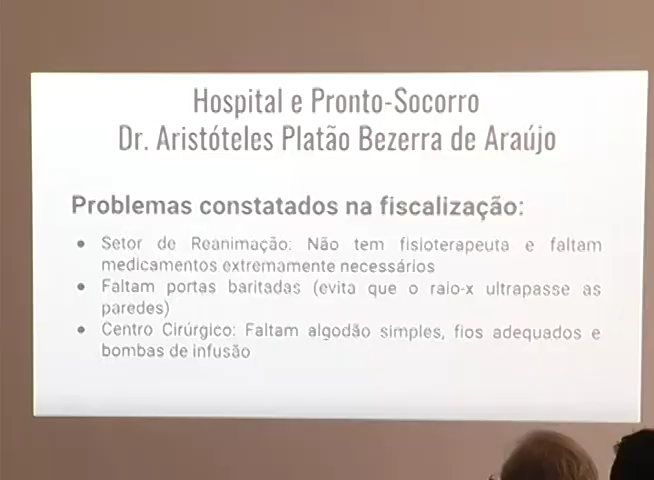 Hospital e Pronto-Socorro
Dr. Aristóteles Platão Bezerra de Araújo
Problemas constatados na fiscalização:
• Setor de Reanimação: Não tem fisioterapeuta e faltam
medicamentos extremamente necessários
• Faltam portas baritadas (evita que o raio-x ultrapasse as
paredes)
• Centro Cirúrgico: Faltam algodão simples, fios adequados e
bombas de infusão